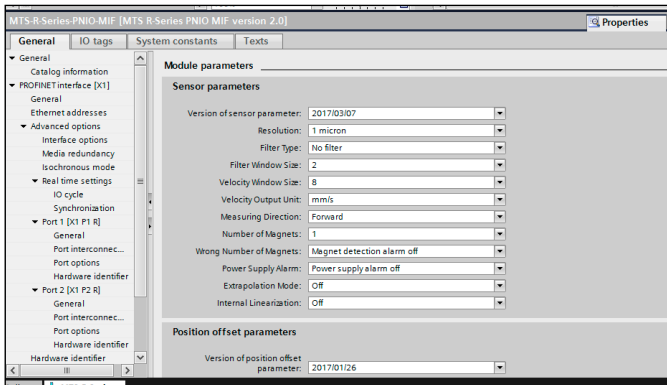 MTS-R-Series-PNIO-MIF [MTS R-Series PNIO MIF version 2.0]
Properties
General IO tags System constants Texts
General
Catalog information
PROFINET interface [X1]
General
Ethernet addresses
Advanced options
Interface options
Media redundancy
Isochronous mode
Real time settings
IO cycle
Synchronization
Port 1 [X1 P1 R]
General
Port interconnec...
Port options
Hardware identifier
Port 2 [X1 P2 R]
General
Port interconnec...
Port options
Hardware identifier
Hardware identifier
Module parameters
Sensor parameters
Version of sensor parameter: 2017/03/07
Resolution: 1 micron
Filter Type: No filter
Filter Window Size: 2
Velocity Window Size: 8
Velocity Output Unit: mm/s
Measuring Direction: Forward
Number of Magnets: 1
Wrong Number of Magnets: Magnet detection alarm off
Power Supply Alarm: Power supply alarm off
Extrapolation Mode: Off
Internal Linearization: Off
Position offset parameters
Version of position offset
parameter: 2017/01/26